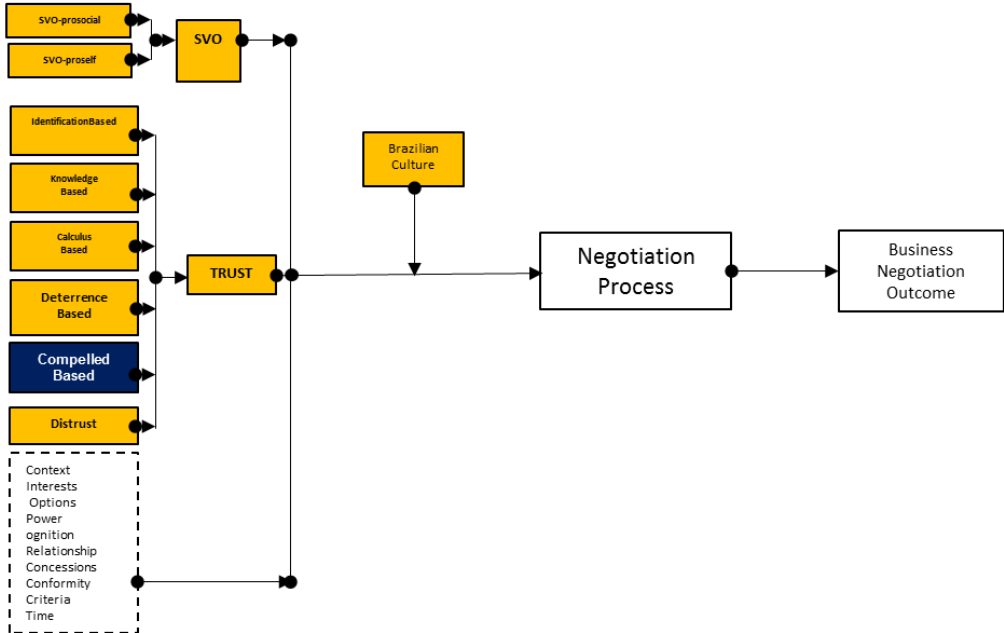 SVO-prosocial
SVO-proself
SVO
IdentificationBased
Knowledge
Based
Calculus
Based
Deterrence
Based
Compelled
Based
Distrust
TRUST
Brazilian
Culture
Negotiation
Process
Business
Negotiation
Outcome
Context
Interests
Options
Power
ognition
Relationship
Concessions
Conformity
Criteria
Time